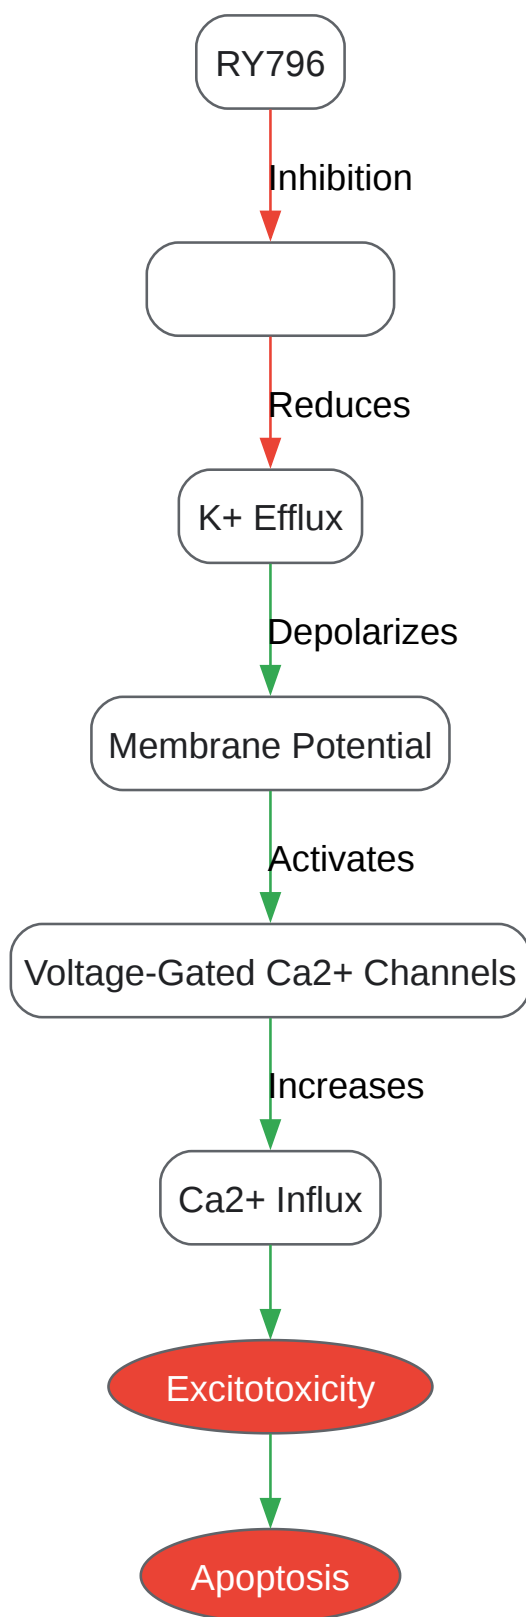 RY796
Inhibition
Reduces
K+ Efflux
Depolarizes
Membrane Potential
Activates
Voltage-Gated Ca2+ Channels
Increases
Ca2+ Influx
Excitotoxicity
Apoptosis